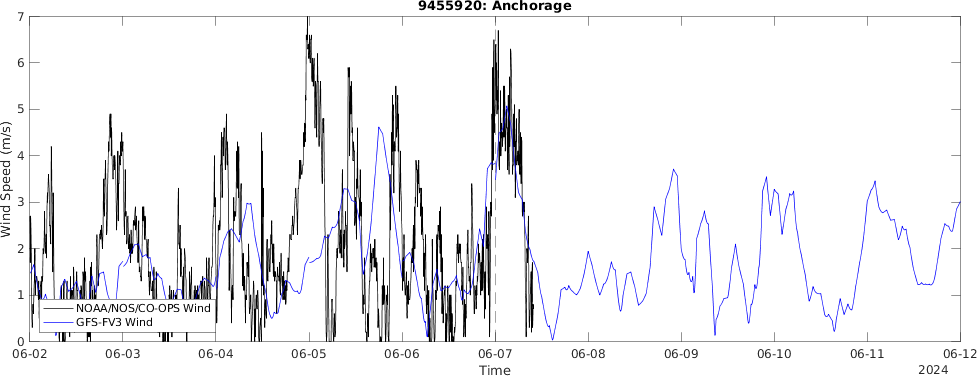 9455920: Anchorage
7
6
5
4
3
2
1
0
Wind Speed (m/s)
NOAA/NOS/CO-OPS Wind
GFS-FV3 Wind
06-02 06-03 06-04 06-05 06-06 06-07 06-08 06-09 06-10 06-11 06-12
Time
2024